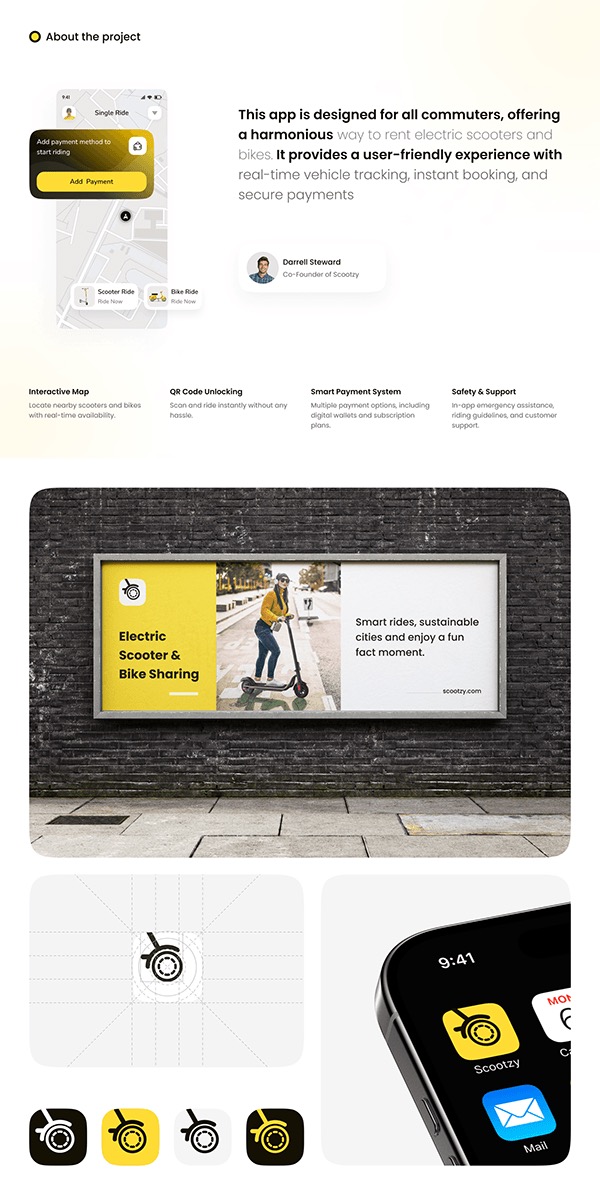 About the project
9:41
Single Ride
Add payment method to
start riding
Add Payment
Scooter Ride
Ride Now
Bike Ride
Ride Now
This app is designed for all commuters, offering
a harmonious way to rent electric scooters and
bikes. It provides a user-friendly experience with
real-time vehicle tracking, instant booking, and
secure payments
Darrell Steward
Co-Founder of Scootzy
Interactive Map
Locate nearby scooters and bikes
with real-time availability.
QR Code Unlocking
Scan and ride instantly without any
hassle.
Smart Payment System
Multiple payment options, including
digital wallets and subscription
plans.
Safety & Support
In-app emergency assistance,
riding guidelines, and customer
support.
Electric
Scooter &
Bike Sharing
Smart rides, sustainable
cities and enjoy a fun
fact moment.
scootzy.com
9:41
MON
6
Scootzy
Ca
Mail